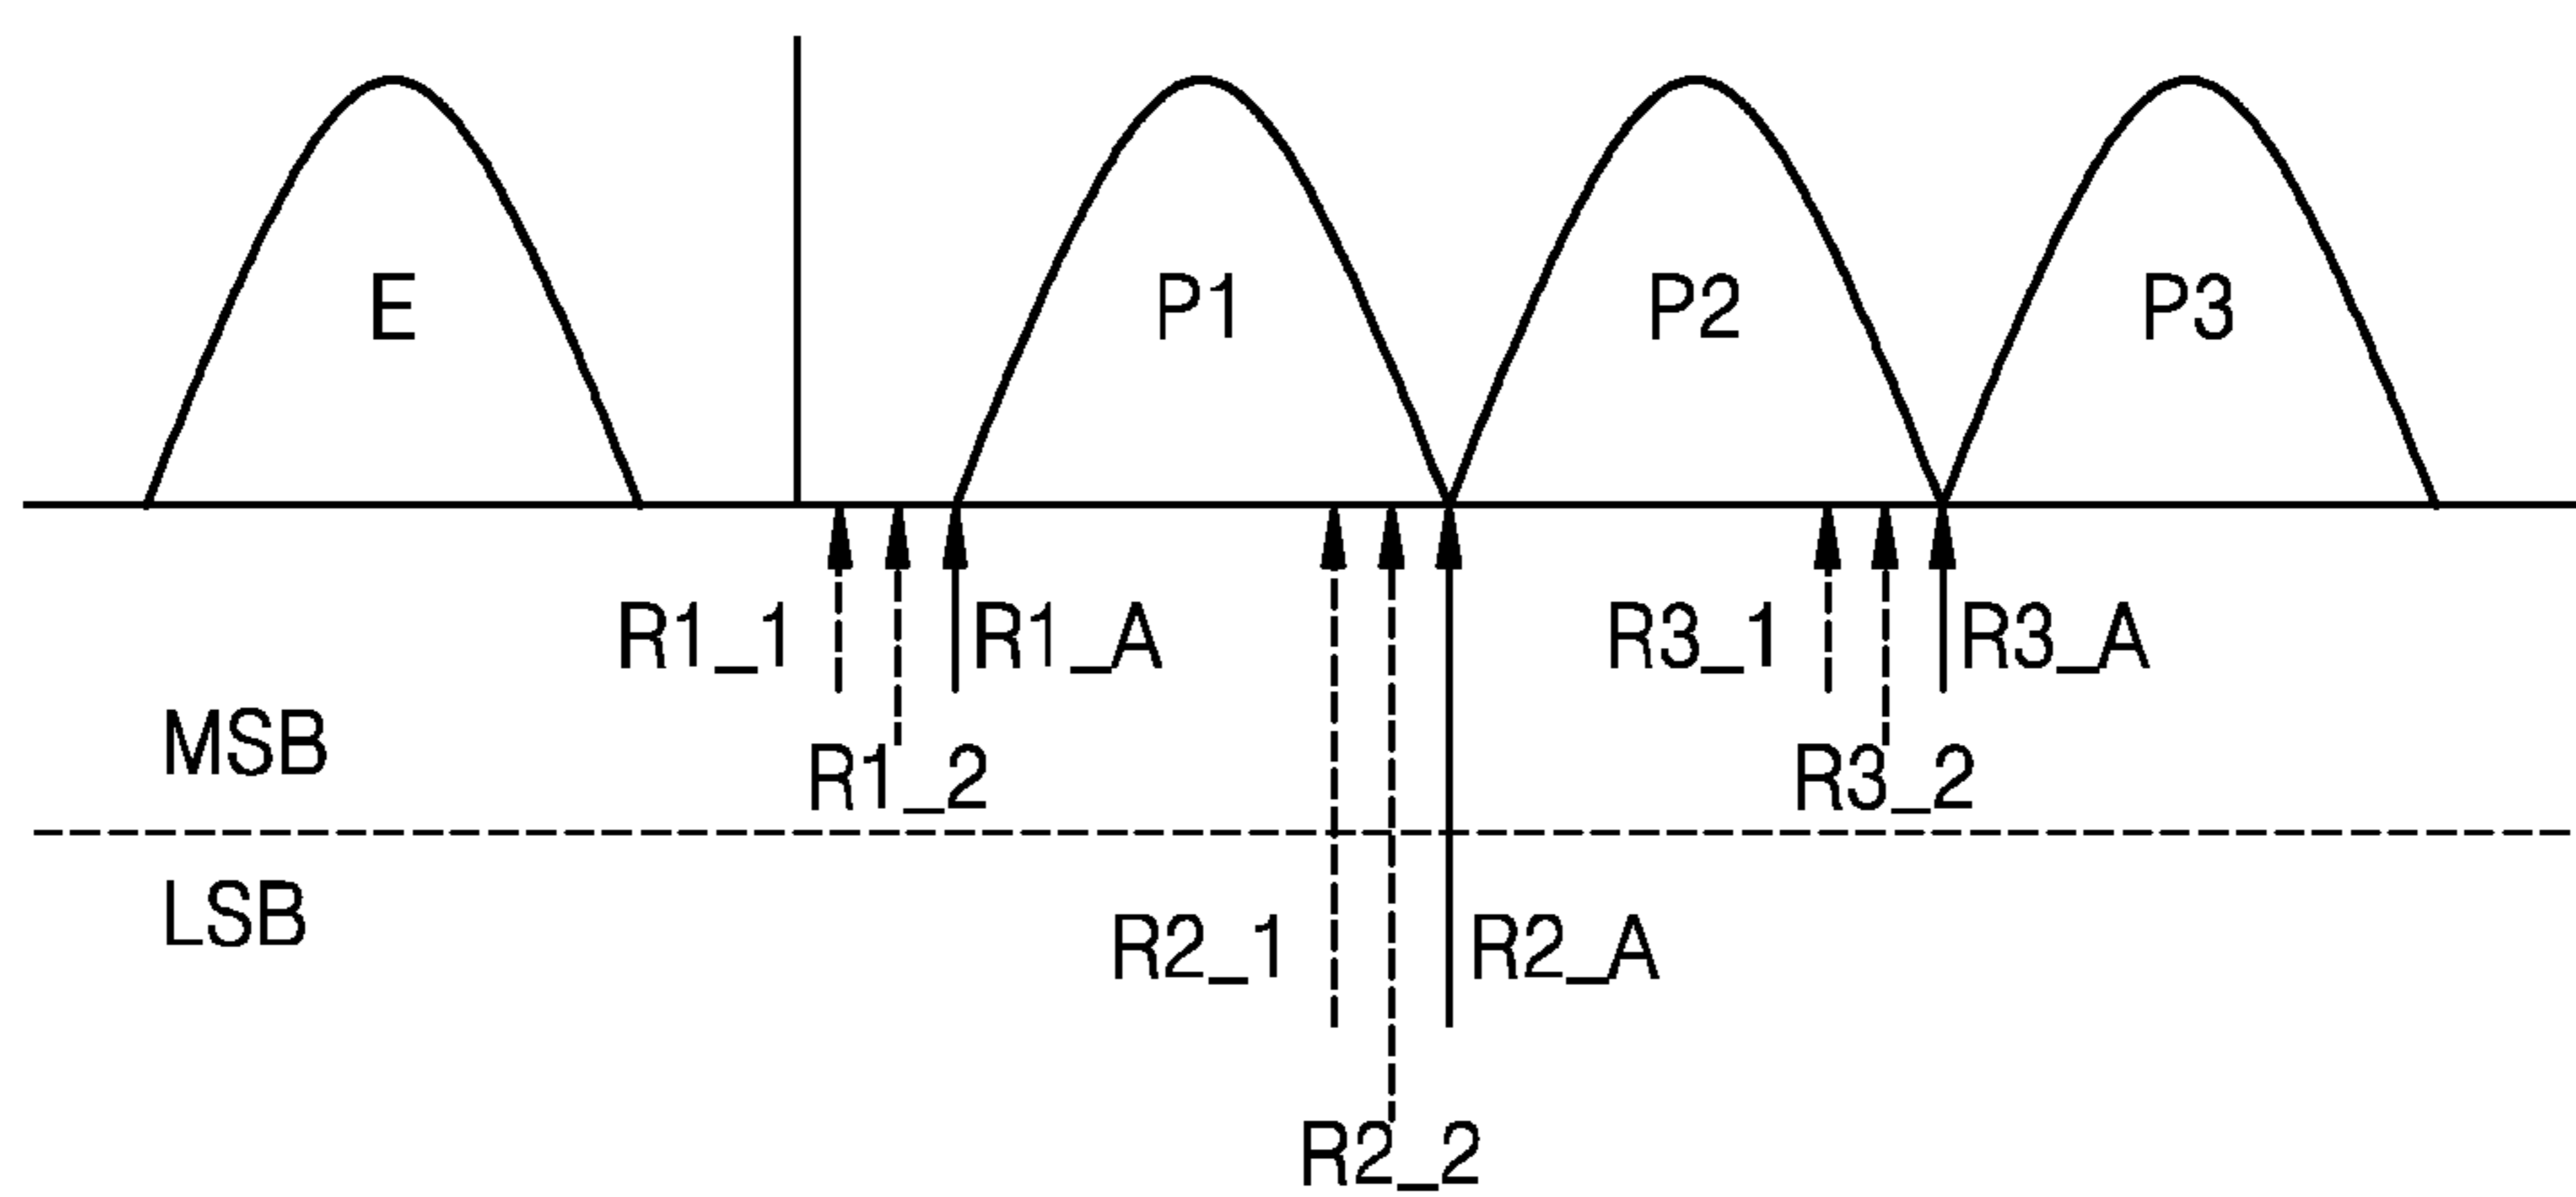 E
P1
P2
P3
R1_1
R1_A
R3_1
R3_A
MSB
R1_2
R3_2
LSB
R2_1
R2_A
R2_2